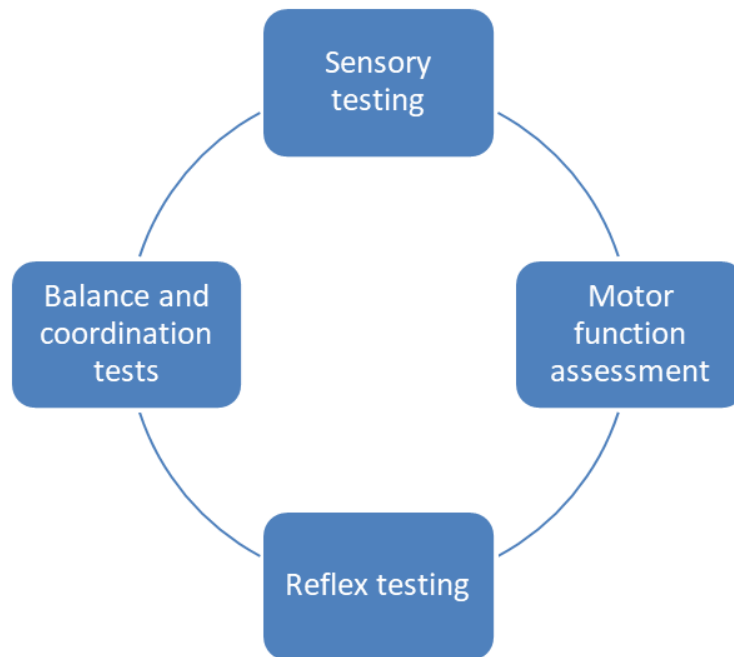 Sensory
testing
Motor
function
assessment
Reflex testing
Balance and
coordination
tests